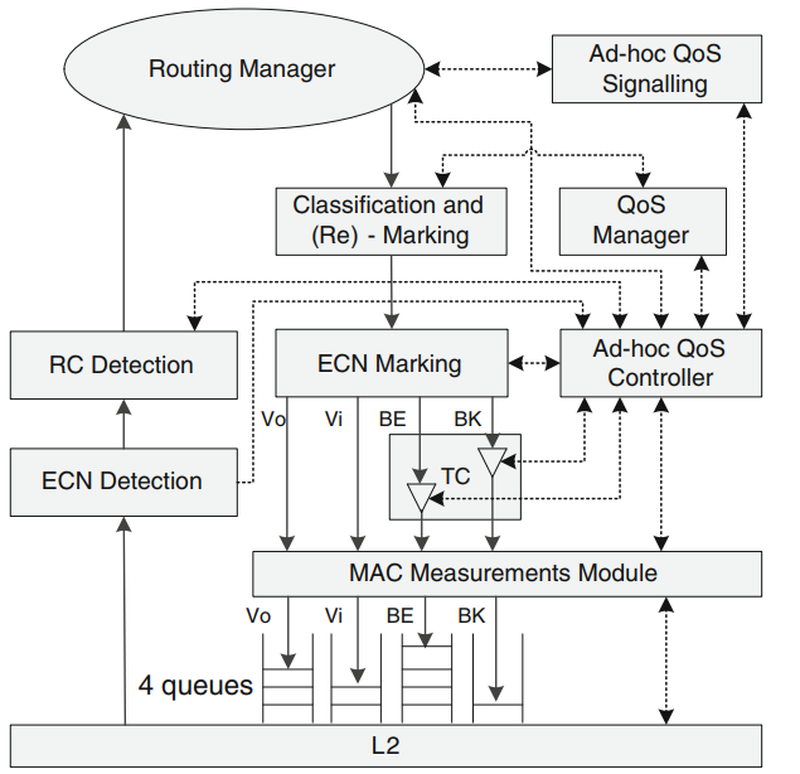 Routing Manager
Ad-hoc QoS
Signalling
Classification and
(Re) - Marking
QoS
Manager
RC Detection
ECN Marking
Ad-hoc QoS
Controller
Vo
Vi
BE
BK
ECN Detection
TC
MAC Measurements Module
Vo
Vi
BE
BK
4 queues
L2